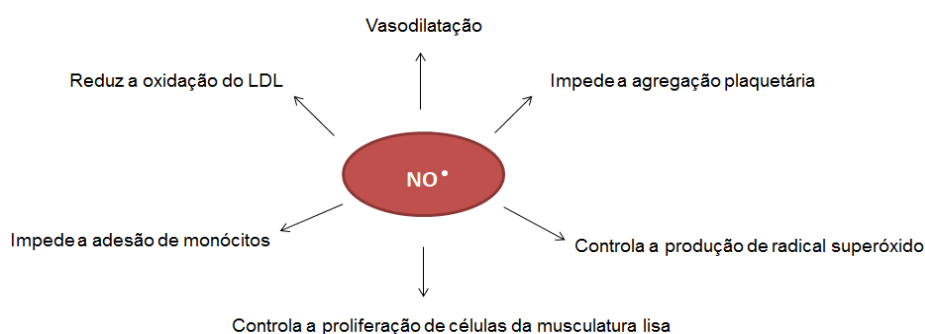 Vasodilatação
Reduz a oxidação do LDL
Impede a agregação plaquetária
NO•
Impede a adesão de monócitos
Controla a produção de radical superóxido
Controla a proliferação de células da musculatura lisa